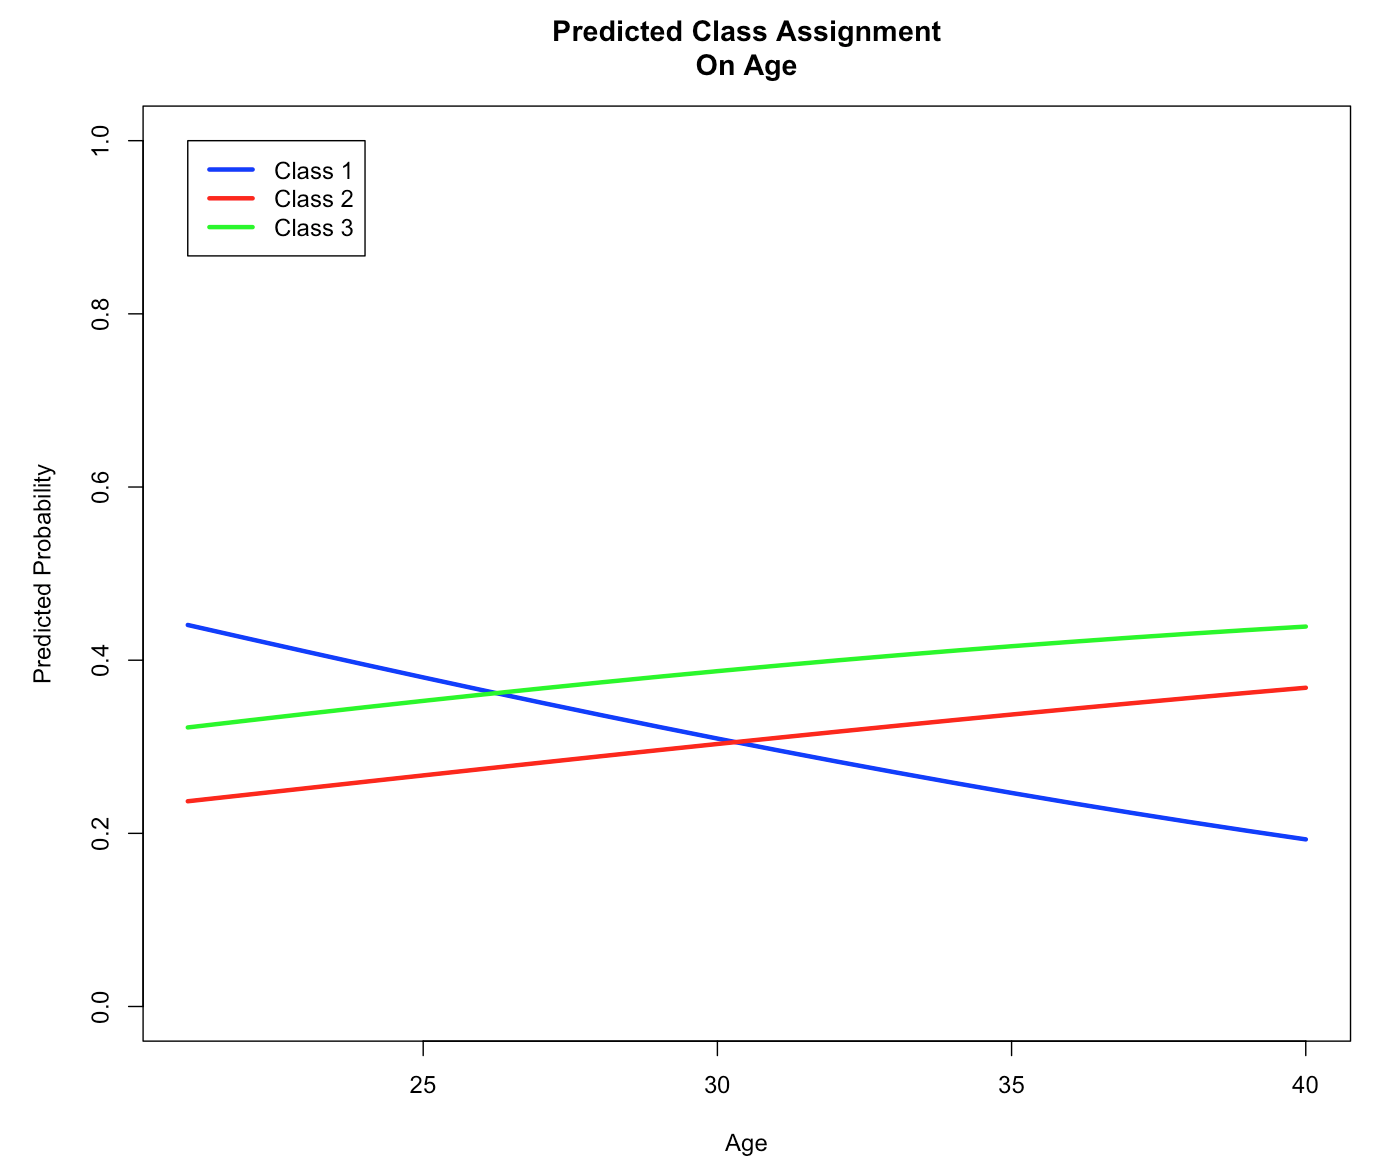 Predicted Class Assignment
On Age
Class 1
Class 2
Class 3
1.0
0.8
0.6
0.4
0.2
0.0
Predicted Probability
25 30 35 40
Age